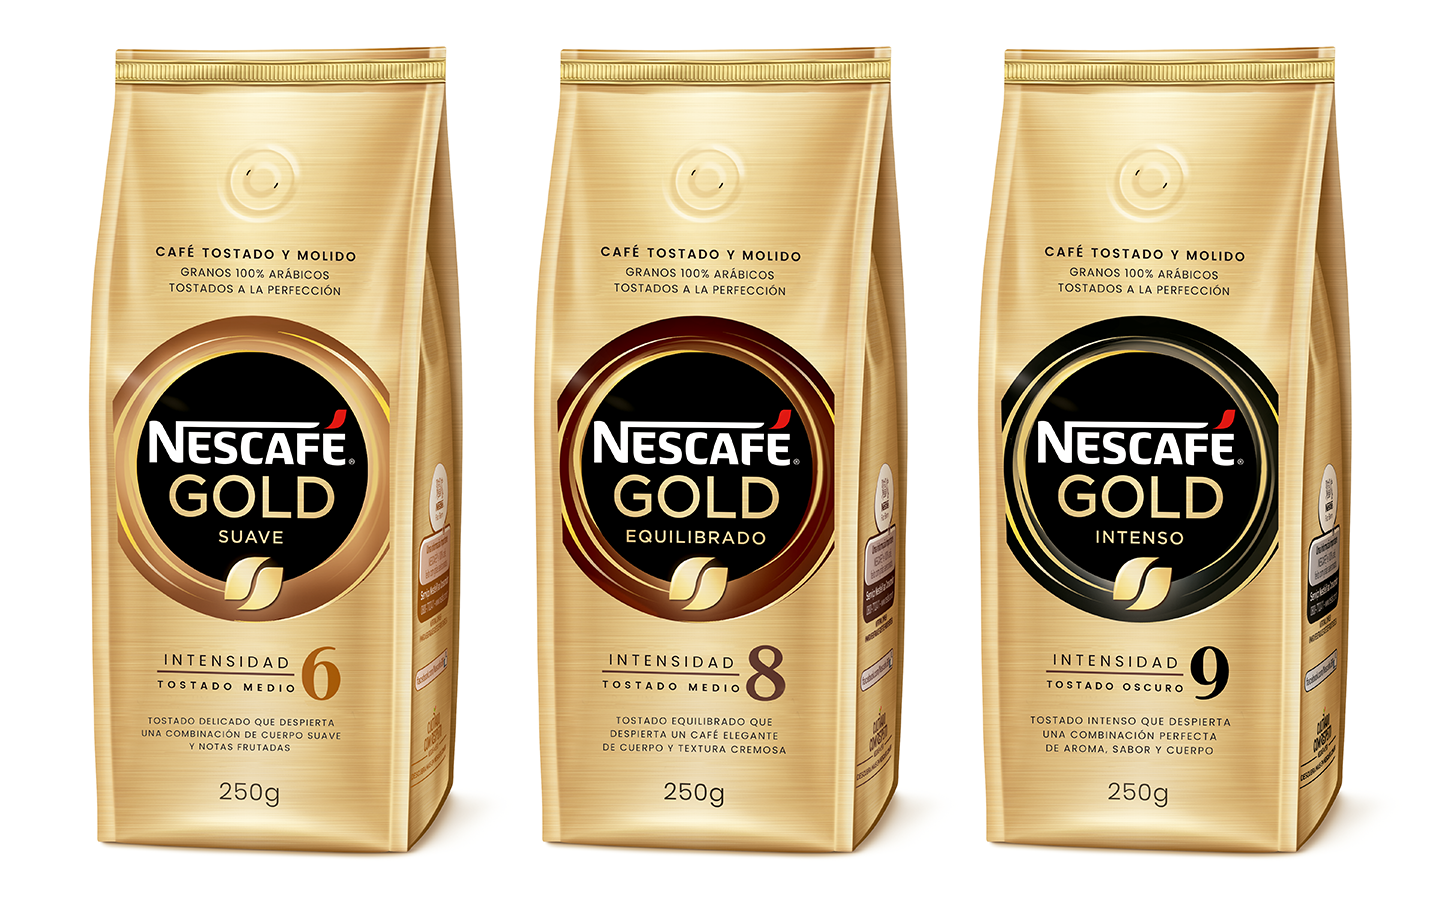 CAFÉ TOSTADO Y MOLIDO
GRANOS 100% ARÁBICOS
TOSTADOS A LA PERFECCIÓN
NESCAFÉ®
GOLD
SUAVE
INTENSIDAD 6
TOSTADO MEDIO
TOSTADO DELICADO QUE DESPIERTA
UNA COMBINACIÓN DE CUERPO SUAVE
Y NOTAS FRUTADAS
250g
CAFÉ TOSTADO Y MOLIDO
GRANOS 100% ARÁBICOS
TOSTADOS A LA PERFECCIÓN
NESCAFÉ®
GOLD
EQUILIBRADO
INTENSIDAD 8
TOSTADO MEDIO
TOSTADO EQUILIBRADO QUE
DESPIERTA UN CAFÉ ELEGANTE
DE CUERPO Y TEXTURA CREMOSA
250g
CAFÉ TOSTADO Y MOLIDO
GRANOS 100% ARÁBICOS
TOSTADOS A LA PERFECCIÓN
NESCAFÉ®
GOLD
INTENSO
INTENSIDAD 9
TOSTADO OSCURO
TOSTADO INTENSO QUE DESPIERTA
UNA COMBINACIÓN PERFECTA
DE AROMA, SABOR Y CUERPO
250g